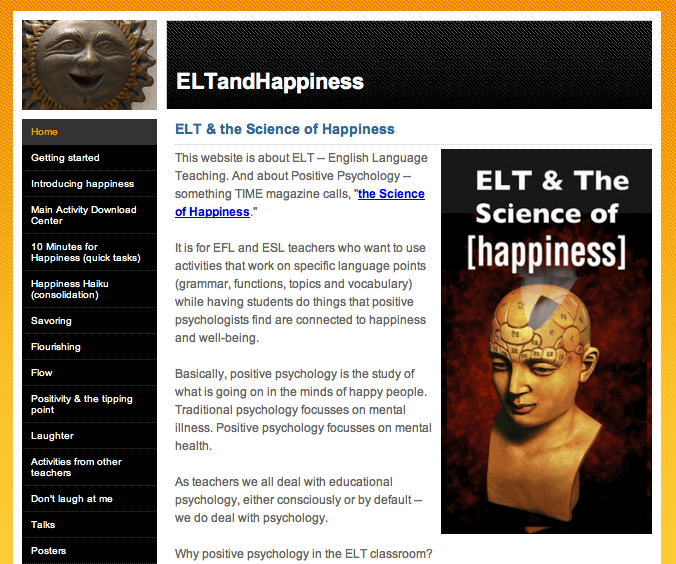 ELTandHappiness
Home
Getting started
Introducing happiness
Main Activity Download
Center
10 Minutes for
Happiness (quick tasks)
Happiness Haiku
(consolidation)
Savoring
Flourishing
Flow
Positivity & the tipping
point
Laughter
Activities from other
teachers
Don't laugh at me
Talks
Posters
ELT & the Science of Happiness
This website is about ELT -- English Language
Teaching. And about Positive Psychology --
something TIME magazine calls, "the Science
of Happiness."
It is for EFL and ESL teachers who want to use
activities that work on specific language points
(grammar, functions, topics and vocabulary)
while having students do things that positive
psychologists find are connected to happiness
and well-being.
Basically, positive psychology is the study of
what is going on in the minds of happy people.
Traditional psychology focusses on mental
illness. Positive psychology focusses on mental
health.
As teachers we all deal with educational
psychology, either consciously or by default --
we do deal with psychology.
Why positive psychology in the ELT classroom?
ELT & The
Science of
[happiness]